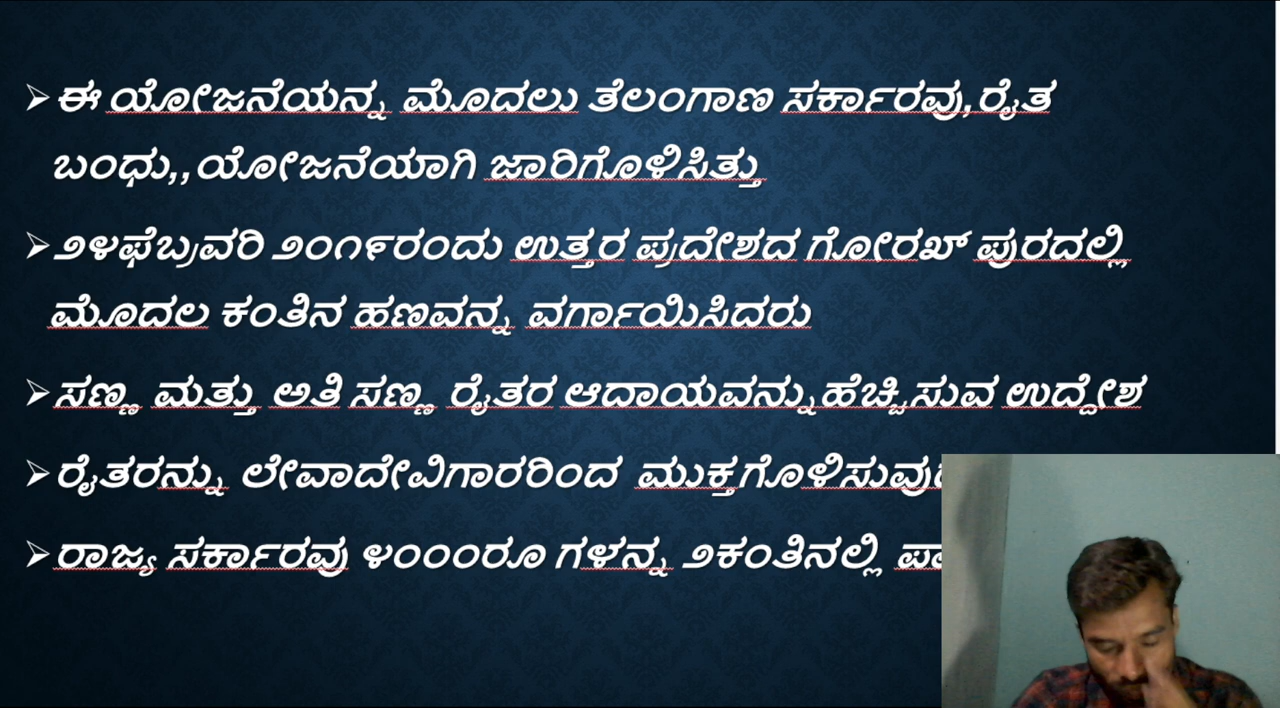 ➢ಈ ಯೋಜನೆಯನ್ನ ಮೊದಲು ತೆಲಂಗಾಣ ಸರ್ಕಾರವು,ರೈತ
ಬಂಧು,,ಯೋಜನೆಯಾಗಿ ಜಾರಿಗೊಳಿಸಿತ್ತು
➢೨೪ಫೆಬ್ರವರಿ ೨೦೧೯ರಂದು ಉತ್ತರ ಪ್ರದೇಶದ ಗೋರಖ್ ಪುರದಲ್ಲಿ
ಮೊದಲ ಕಂತಿನ ಹಣವನ್ನ ವರ್ಗಾಯಿಸಿದರು
➢ಸಣ್ಣ ಮತ್ತು ಅತಿ ಸಣ್ಣ ರೈತರ ಆದಾಯವನ್ನು ಹೆಚ್ಚಿಸುವ ಉದ್ದೇಶ
➢ರೈತರನ್ನು ಲೇವಾದೇವಿಗಾರರಿಂದ
➢ರಾಜ್ಯ ಸರ್ಕಾರವು ೪೦೦೦ರೂ ಗಳನ್ನ ೨ಕಂತಿನಲ್ಲಿ